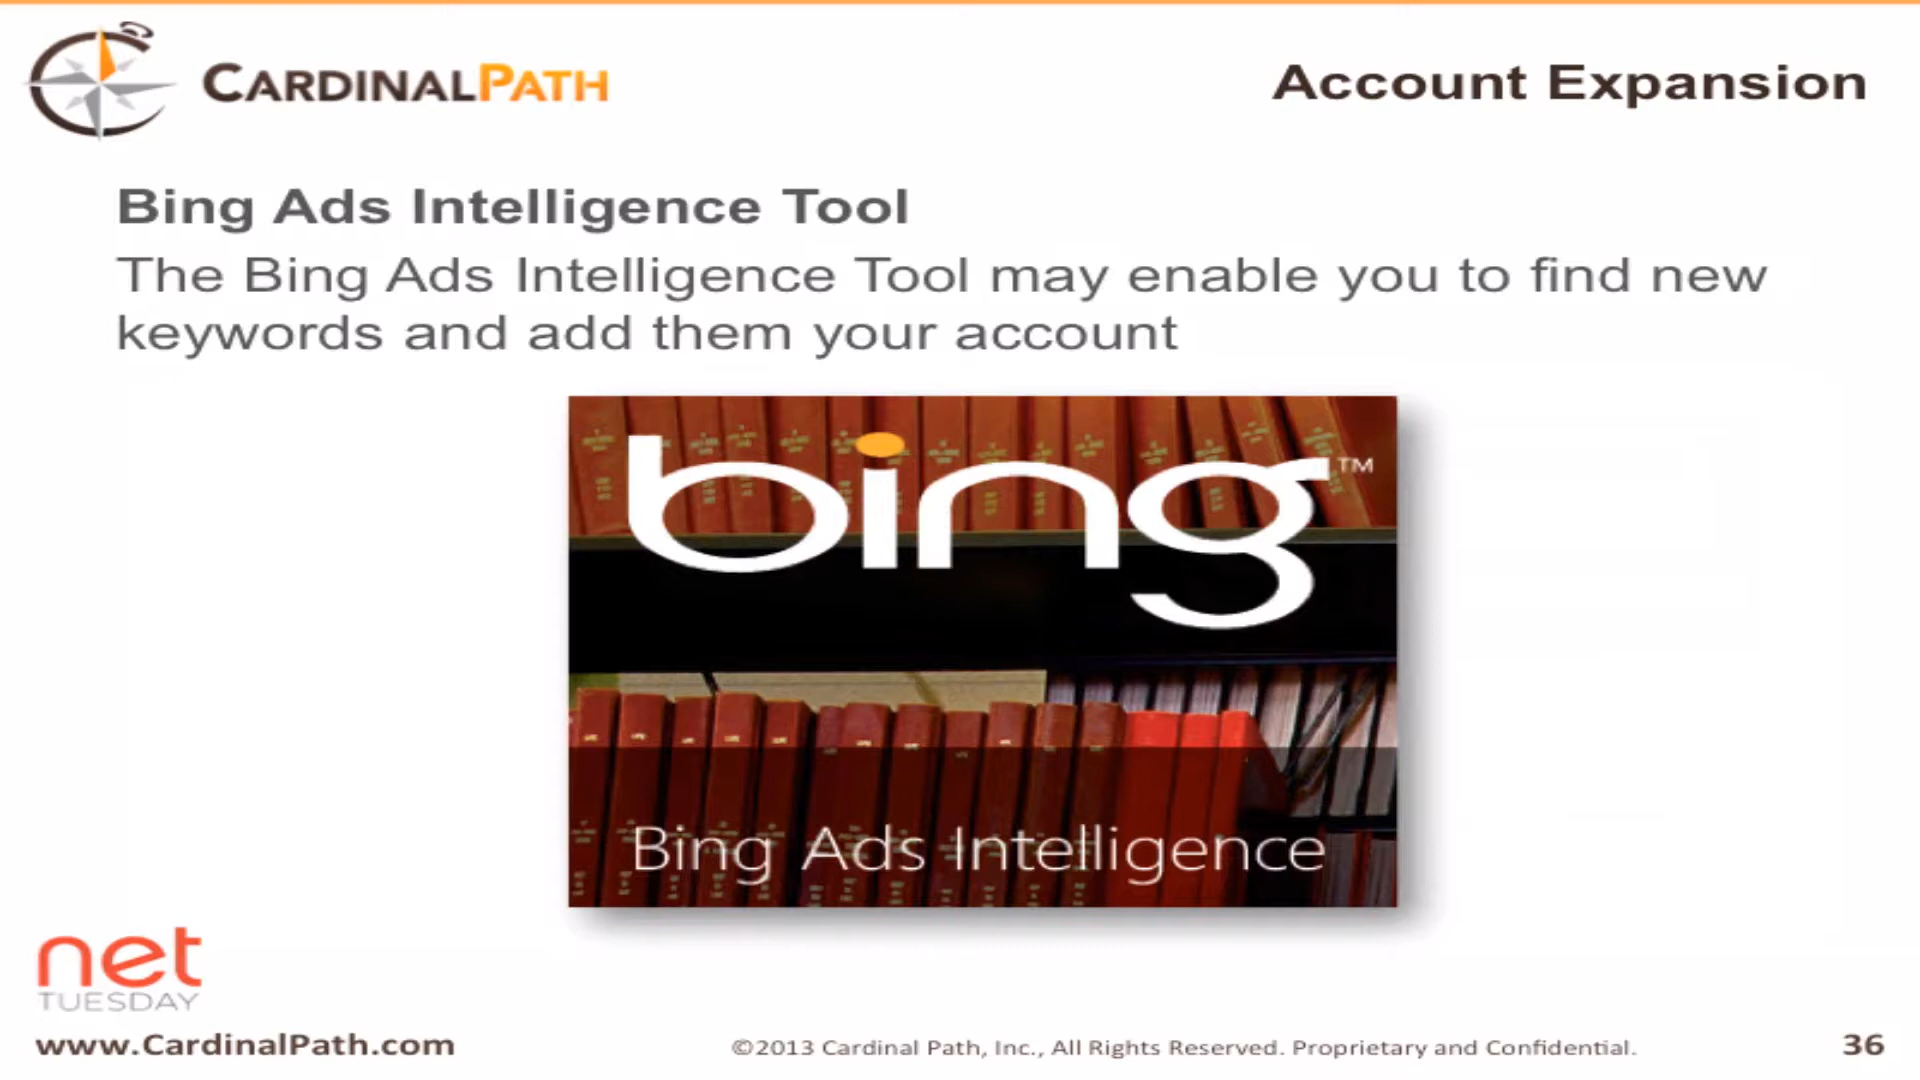 CARDINALPATH
Account Expansion
Bing Ads Intelligence Tool
The Bing Ads Intelligence Tool may enable you to find new
keywords and add them your account
bing™
Bing Ads Intelligence
net
TUESDAY
www.CardinalPath.com
©2013 Cardinal Path, Inc., All Rights Reserved. Proprietary and Confidential.
36